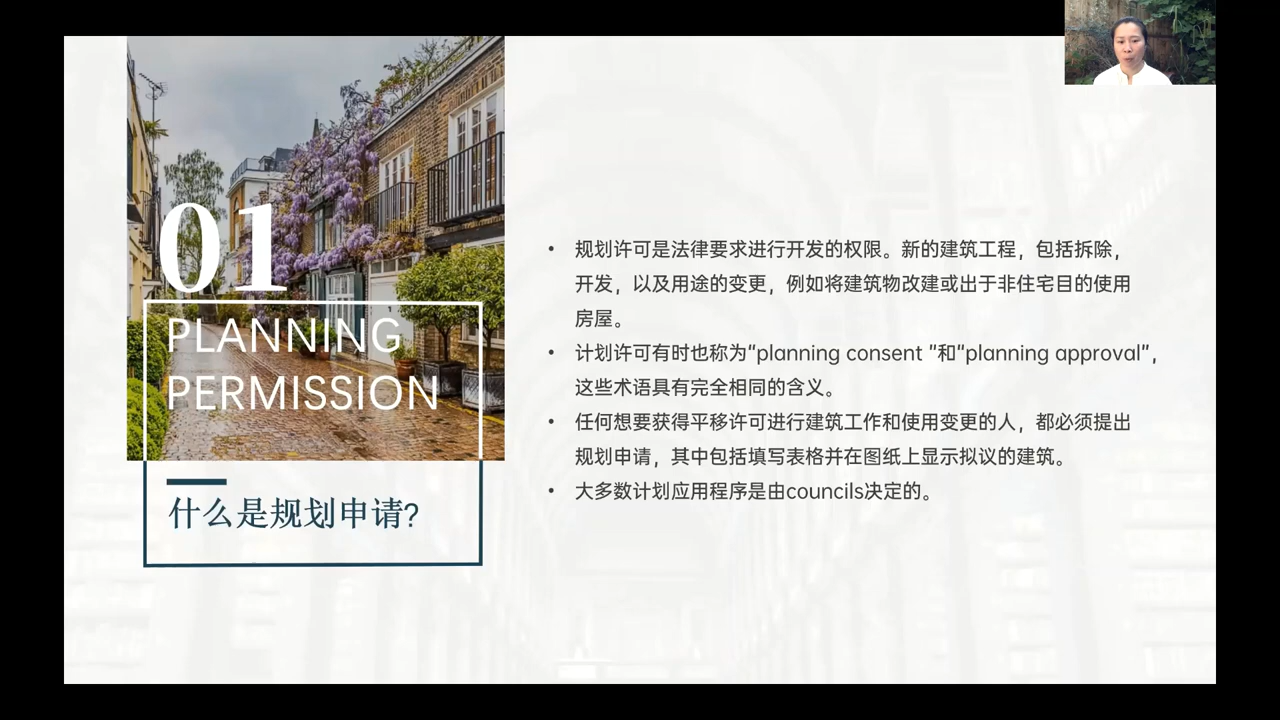 01
PLANNING
PERMISSION
什么是规划申请?
• 规划许可是法律要求进行开发的权限。新的建筑工程，包括拆除，
开发，以及用途的变更，例如将建筑物改建或出于非住宅目的使用
房屋。
• 计划许可有时也称为“planning consent ”和“planning approval”，
这些术语具有完全相同的含义。
• 任何想要获得平移许可进行建筑工作和使用变更的人，都必须提出
规划申请，其中包括填写表格并在图纸上显示拟议的建筑。
• 大多数计划应用程序是由councils决定的。